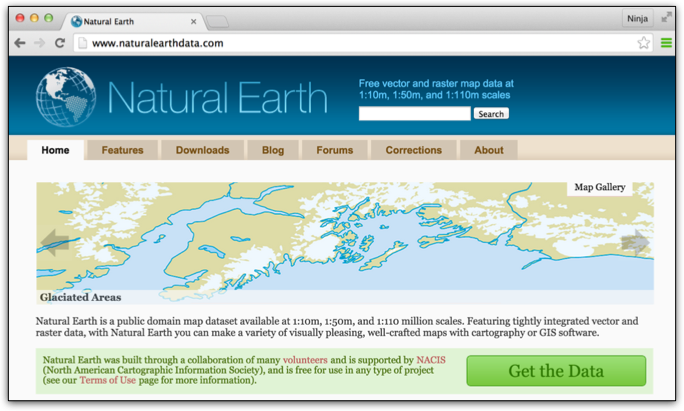 Natural Earth
Ninja
www.naturalearthdata.com
Natural Earth
Free vector and raster map data at
1:10m, 1:50m, and 1:110m scales
Search
Home
Features
Downloads
Blog
Forums
Corrections
About
Map Gallery
Glaciated Areas
Natural Earth is a public domain map dataset available at 1:10m, 1:50m, and 1:110 million scales. Featuring tightly integrated vector and
raster data, with Natural Earth you can make a variety of visually pleasing, well-crafted maps with cartography or GIS software.
Natural Earth was built through a collaboration of many volunteers and is supported by NACIS
(North American Cartographic Information Society), and is free for use in any type of project
(see our Terms of Use page for more information).
Get the Data